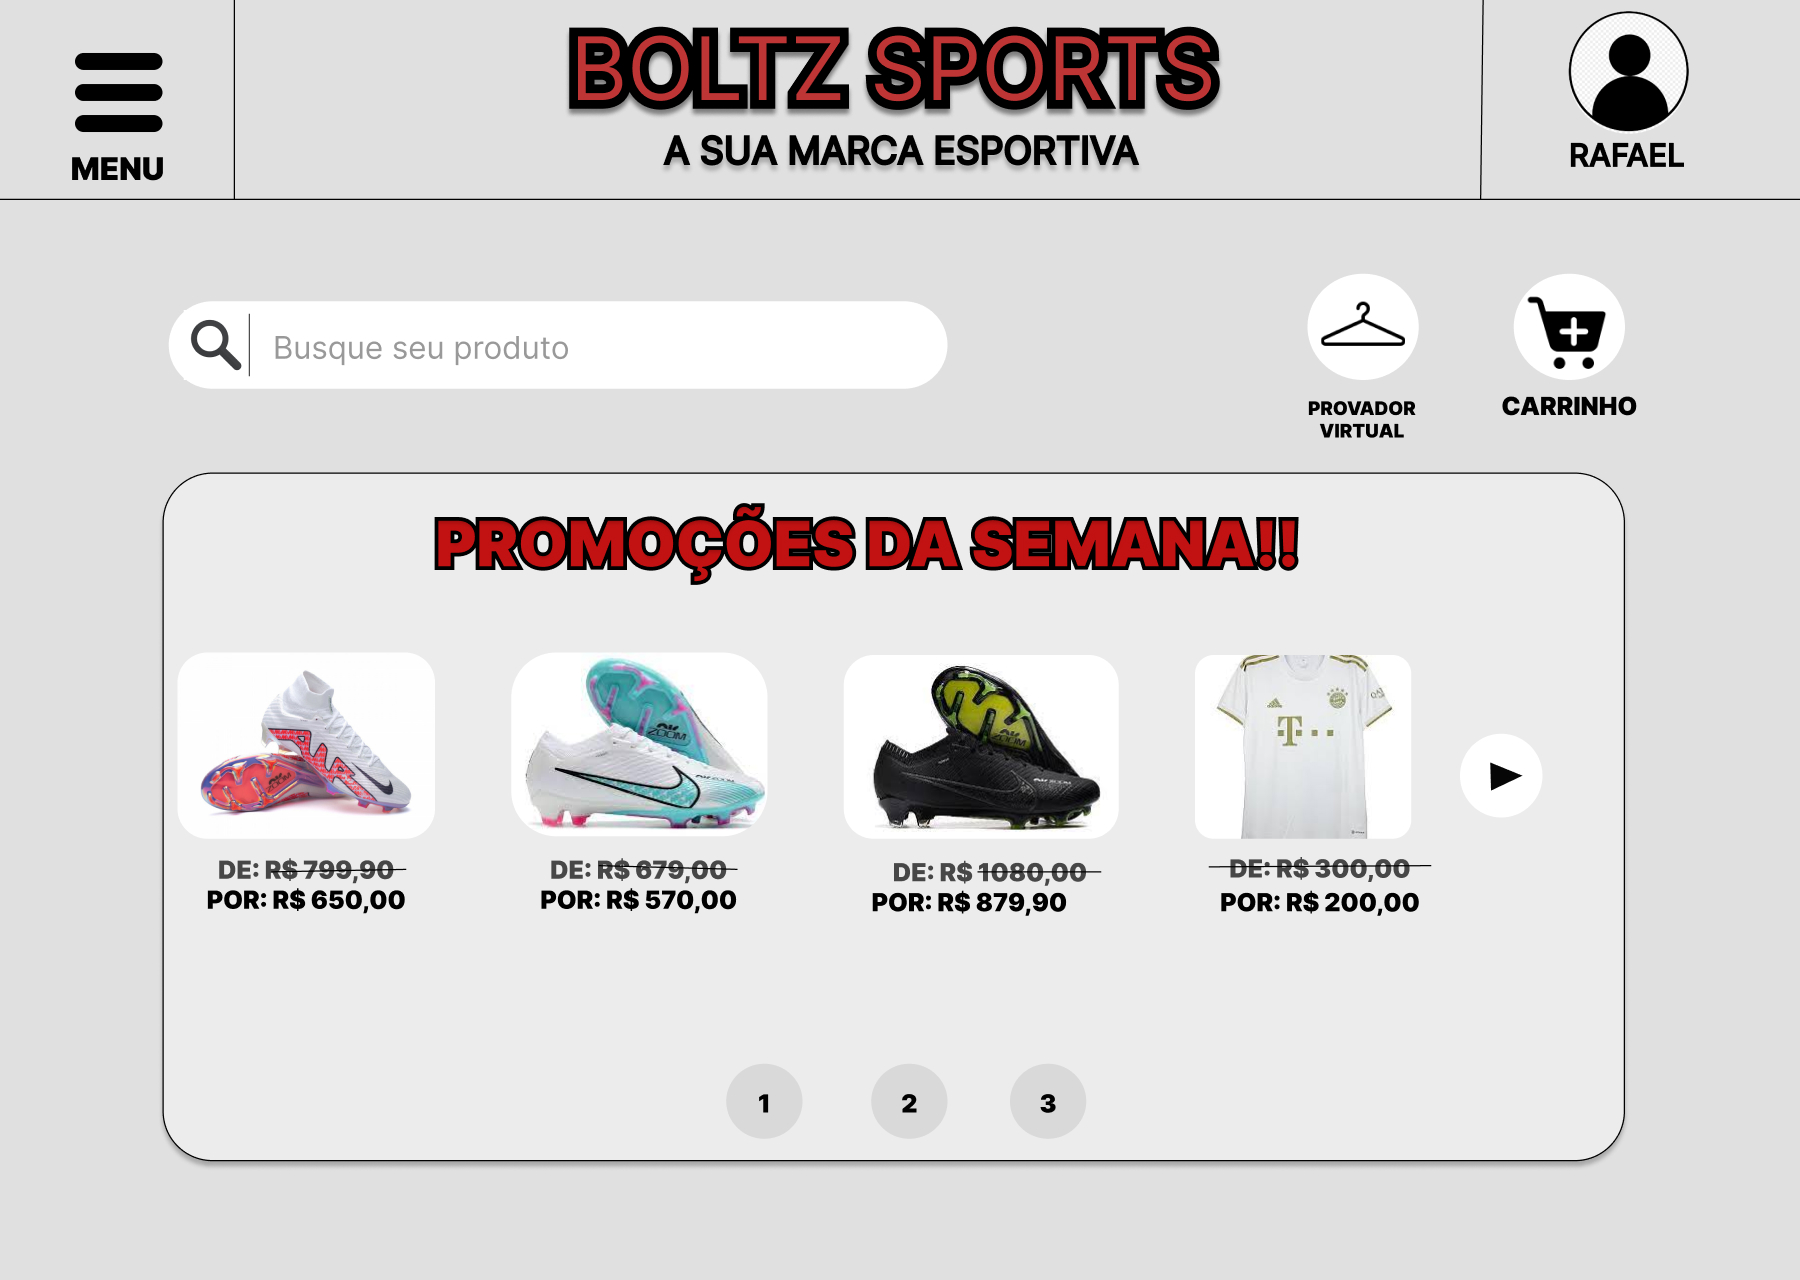 BOLTZ SPORTS
A SUA MARCA ESPORTIVA
MENU
RAFAEL
Busque seu produto
PROVADOR
VIRTUAL
CARRINHO
PROMOÇÕES DA SEMANA!!
DE: R$ 799,90
POR: R$ 650,00
DE: R$ 679,00
POR: R$ 570,00
DE: R$ 1080,00
POR: R$ 879,90
DE: R$ 300,00
POR: R$ 200,00
ZOOM
ZOOM
T
1
2
3